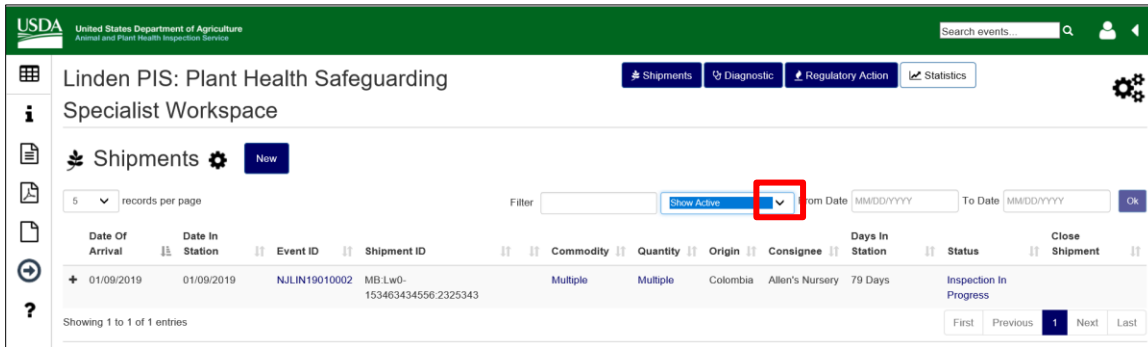 USDA
United States Department of Agriculture
Animal and Plant Health Inspection Service
Search events...
Linden PIS: Plant Health Safeguarding
Specialist Workspace
Shipments Diagnostic Regulatory Action Statistics
Shipments New
5 records per page Filter Show Active From Date MM/DD/YYYY To Date MM/DD/YYYY Ok
Date Of Arrival Date In Station Event ID Shipment ID Commodity Quantity Origin Consignee Days In Station Status Close Shipment
+ 01/09/2019 01/09/2019 NJLIN19010002 MB:Lw0-153463434556:2325343 Multiple Multiple Colombia Allen's Nursery 79 Days Inspection In Progress
Showing 1 to 1 of 1 entries
First Previous 1 Next Last